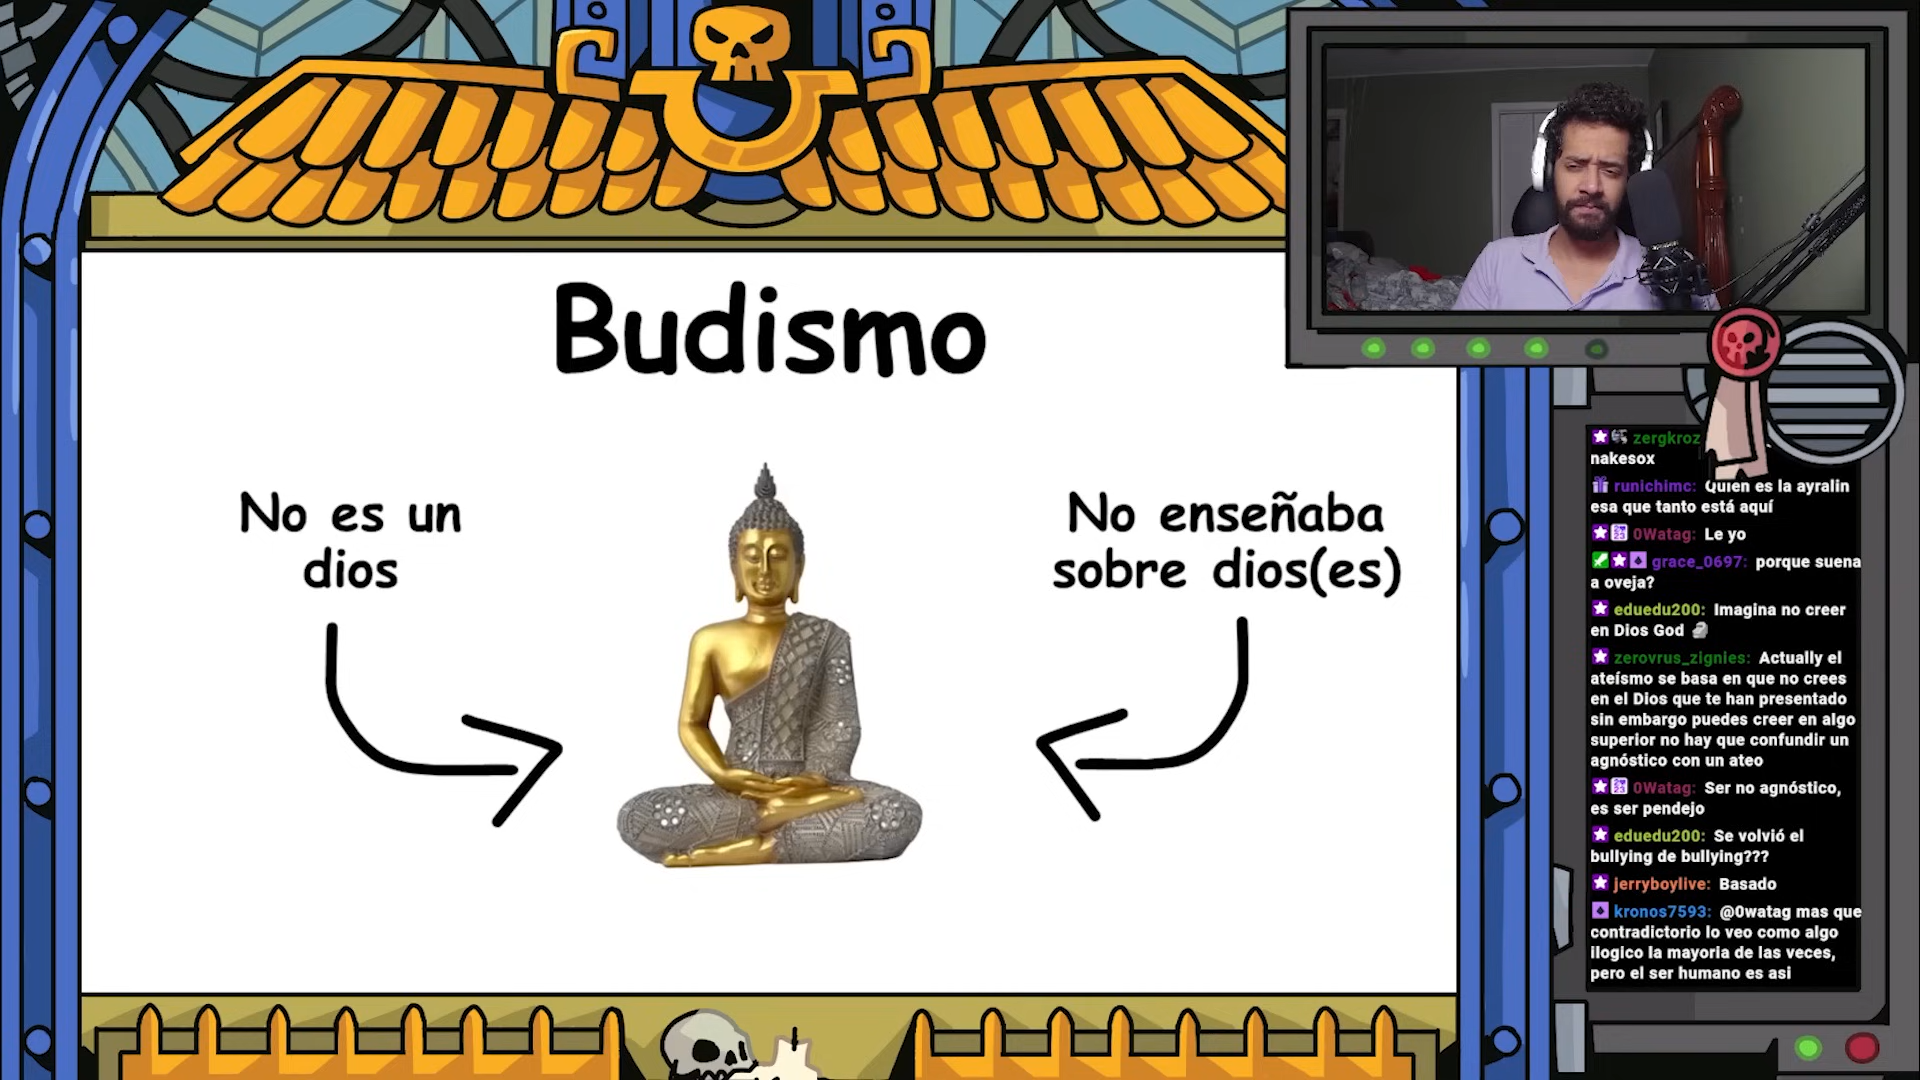 Budismo
No es un
dios
No enseñaba
sobre dios(es)
zergkroz
nakesox
runichimc: Quien es la ayralin
esa que tanto está aquí
0Watag: Le yo
grace_0697: porque suena
a oveja?
eduedu200: Imagina no creer
en Dios God
zerovrus_zignies: Actually el
ateísmo se basa en que no crees
en el Dios que te han presentado
sin embargo puedes creer en algo
superior no hay que confundir un
agnóstico con un ateo
0Watag: Ser no agnóstico,
es ser pendejo
eduedu200: Se volvió el
bullying de bullying???
jerryboylive: Basado
kronos7593: @0watag mas que
contradictorio lo veo como algo
ilogico la mayoria de las veces,
pero el ser humano es asi